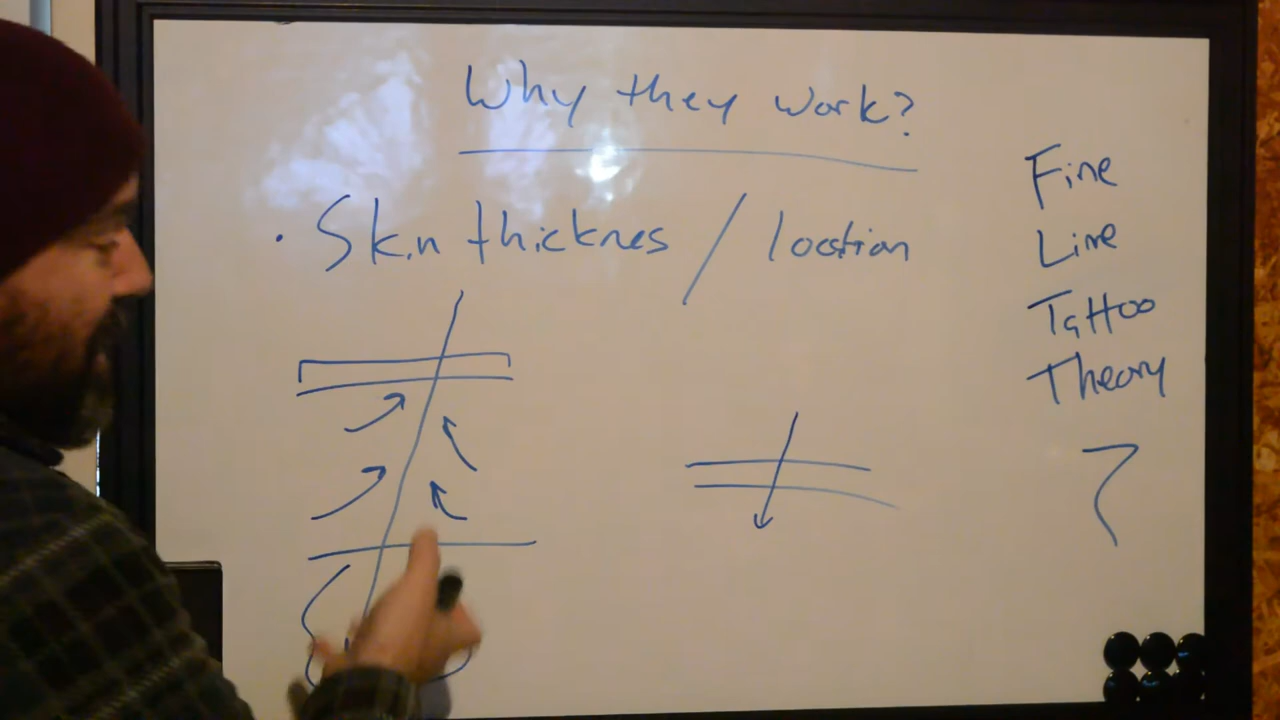 Why they work?
• Skin thicknes / location
Fine
Line
Tattoo
Theory
?